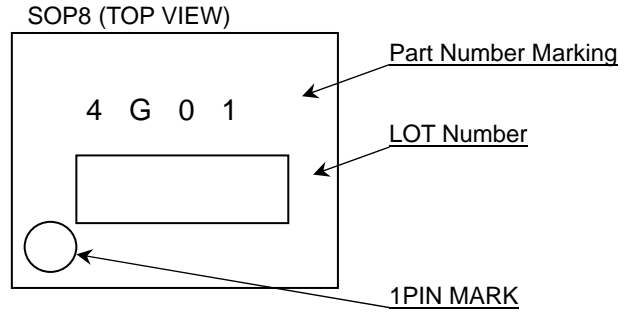 SOP8 (TOP VIEW)
Part Number Marking
4 G 0 1
LOT Number
1PIN MARK